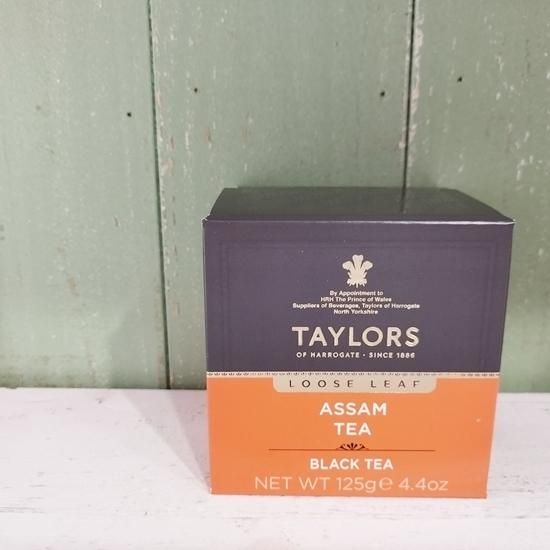 By Appointment to
HRH The Prince of Wales
Suppliers of Beverages, Taylors of Harrogate
North Yorkshire
TAYLORS
OF HARROGATE · SINCE 1886
LOOSE LEAF
ASSAM
TEA
BLACK TEA
NET WT 125g℮ 4.4oz